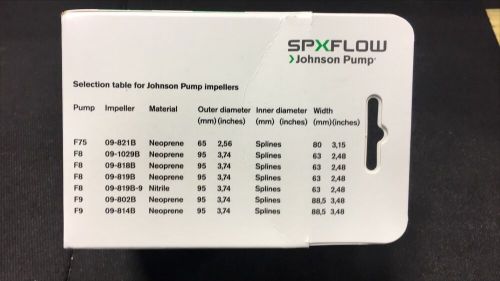 SPXFLOW
Johnson Pump®
Selection table for Johnson Pump impellers
Pump Impeller Material Outer diameter Inner diameter Width
(mm) (inches) (mm) (inches) (mm) (inches)
F75 09-821B Neoprene 65 2,56 Splines 80 3,15
F8 09-1029B Neoprene 95 3,74 Splines 63 2,48
F8 09-818B Neoprene 95 3,74 Splines 63 2,48
F8 09-819B Neoprene 95 3,74 Splines 63 2,48
F8 09-819B-9 Nitrile 95 3,74 Splines 63 2,48
F9 09-802B Neoprene 95 3,74 Splines 88,5 3,48
F9 09-814B Neoprene 95 3,74 Splines 88,5 3,48